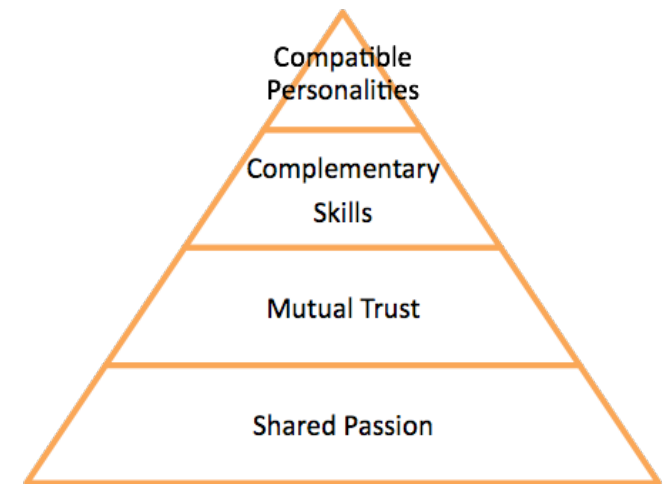 Compatible
Personalities
Complementary
Skills
Mutual Trust
Shared Passion